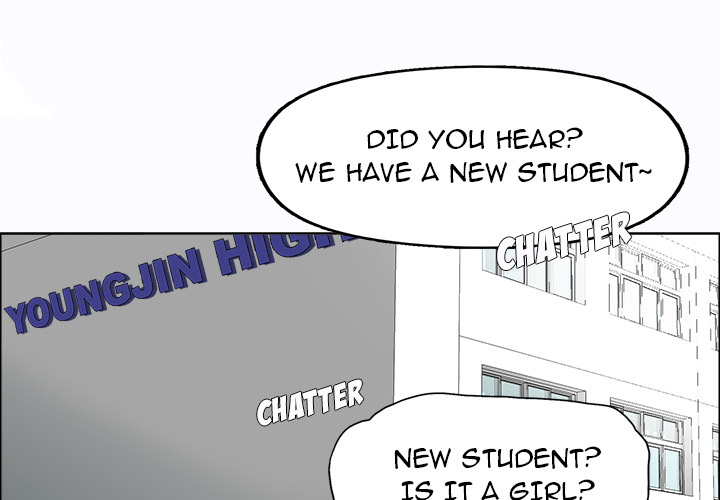 DID YOU HEAR?
WE HAVE A NEW STUDENT~
CHATTER
YOUNGJIN HIGH
CHATTER
NEW STUDENT?
IS IT A GIRL?